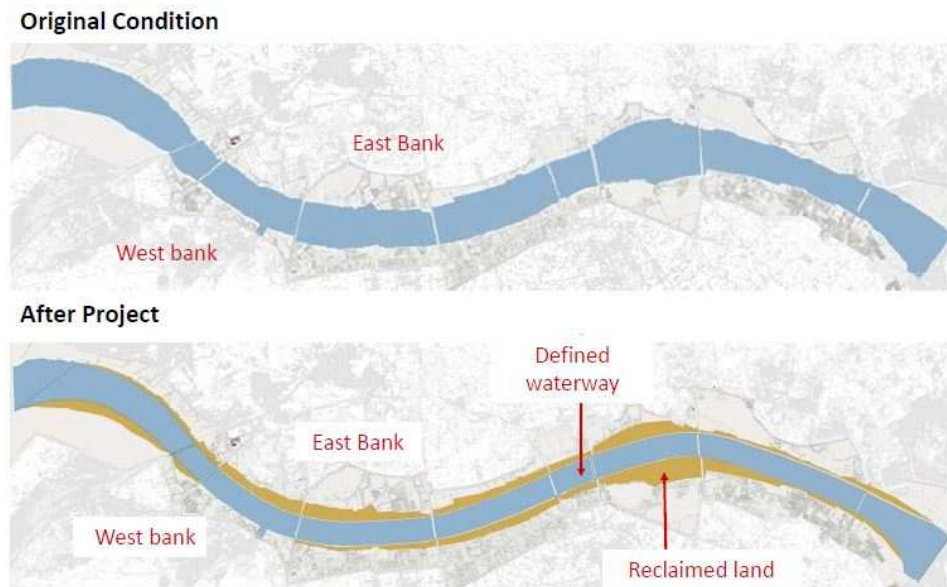 Original Condition
East Bank
West bank
After Project
Defined
waterway
East Bank
West bank
Reclaimed land